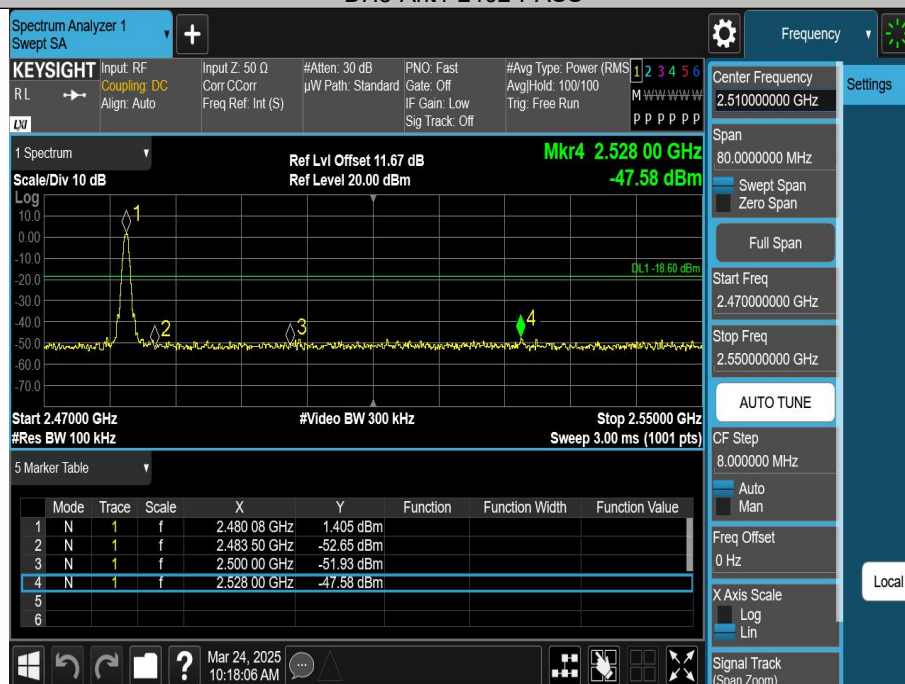 Spectrum Analyzer 1
Swept SA
+
Frequency
KEYSIGHT
RL
LXI
Input: RF
Coupling: DC
Align: Auto
Input Z: 50 Ω
Corr CCorr
Freq Ref: Int (S)
#Atten: 30 dB
µW Path: Standard
PNO: Fast
Gate: Off
IF Gain: Low
Sig Track: Off
#Avg Type: Power (RMS
Avg|Hold: 100/100
Trig: Free Run
1 2 3 4 5 6
M W W W W W
P P P P P P
1 Spectrum
Scale/Div 10 dB
Ref Lvl Offset 11.67 dB
Ref Level 20.00 dBm
Mkr4 2.528 00 GHz
-47.58 dBm
Log
10.0
0.00
-10.0
-20.0
-30.0
-40.0
-50.0
-60.0
-70.0
1
2
3
4
DL1 -18.60 dBm
Start 2.47000 GHz
#Video BW 300 kHz
Stop 2.55000 GHz
#Res BW 100 kHz
Sweep 3.00 ms (1001 pts)
5 Marker Table
Mode Trace Scale X Y Function Function Width Function Value
1 N 1 f 2.480 08 GHz 1.405 dBm
2 N 1 f 2.483 50 GHz -52.65 dBm
3 N 1 f 2.500 00 GHz -51.93 dBm
4 N 1 f 2.528 00 GHz -47.58 dBm
5
6
Mar 24, 2025
10:18:06 AM
?
Center Frequency
2.510000000 GHz
Settings
Span
80.0000000 MHz
Swept Span
Zero Span
Full Span
Start Freq
2.470000000 GHz
Stop Freq
2.550000000 GHz
AUTO TUNE
CF Step
8.000000 MHz
Auto
Man
Freq Offset
0 Hz
X Axis Scale
Log
Lin
Signal Track
(Span Zoom)
Local